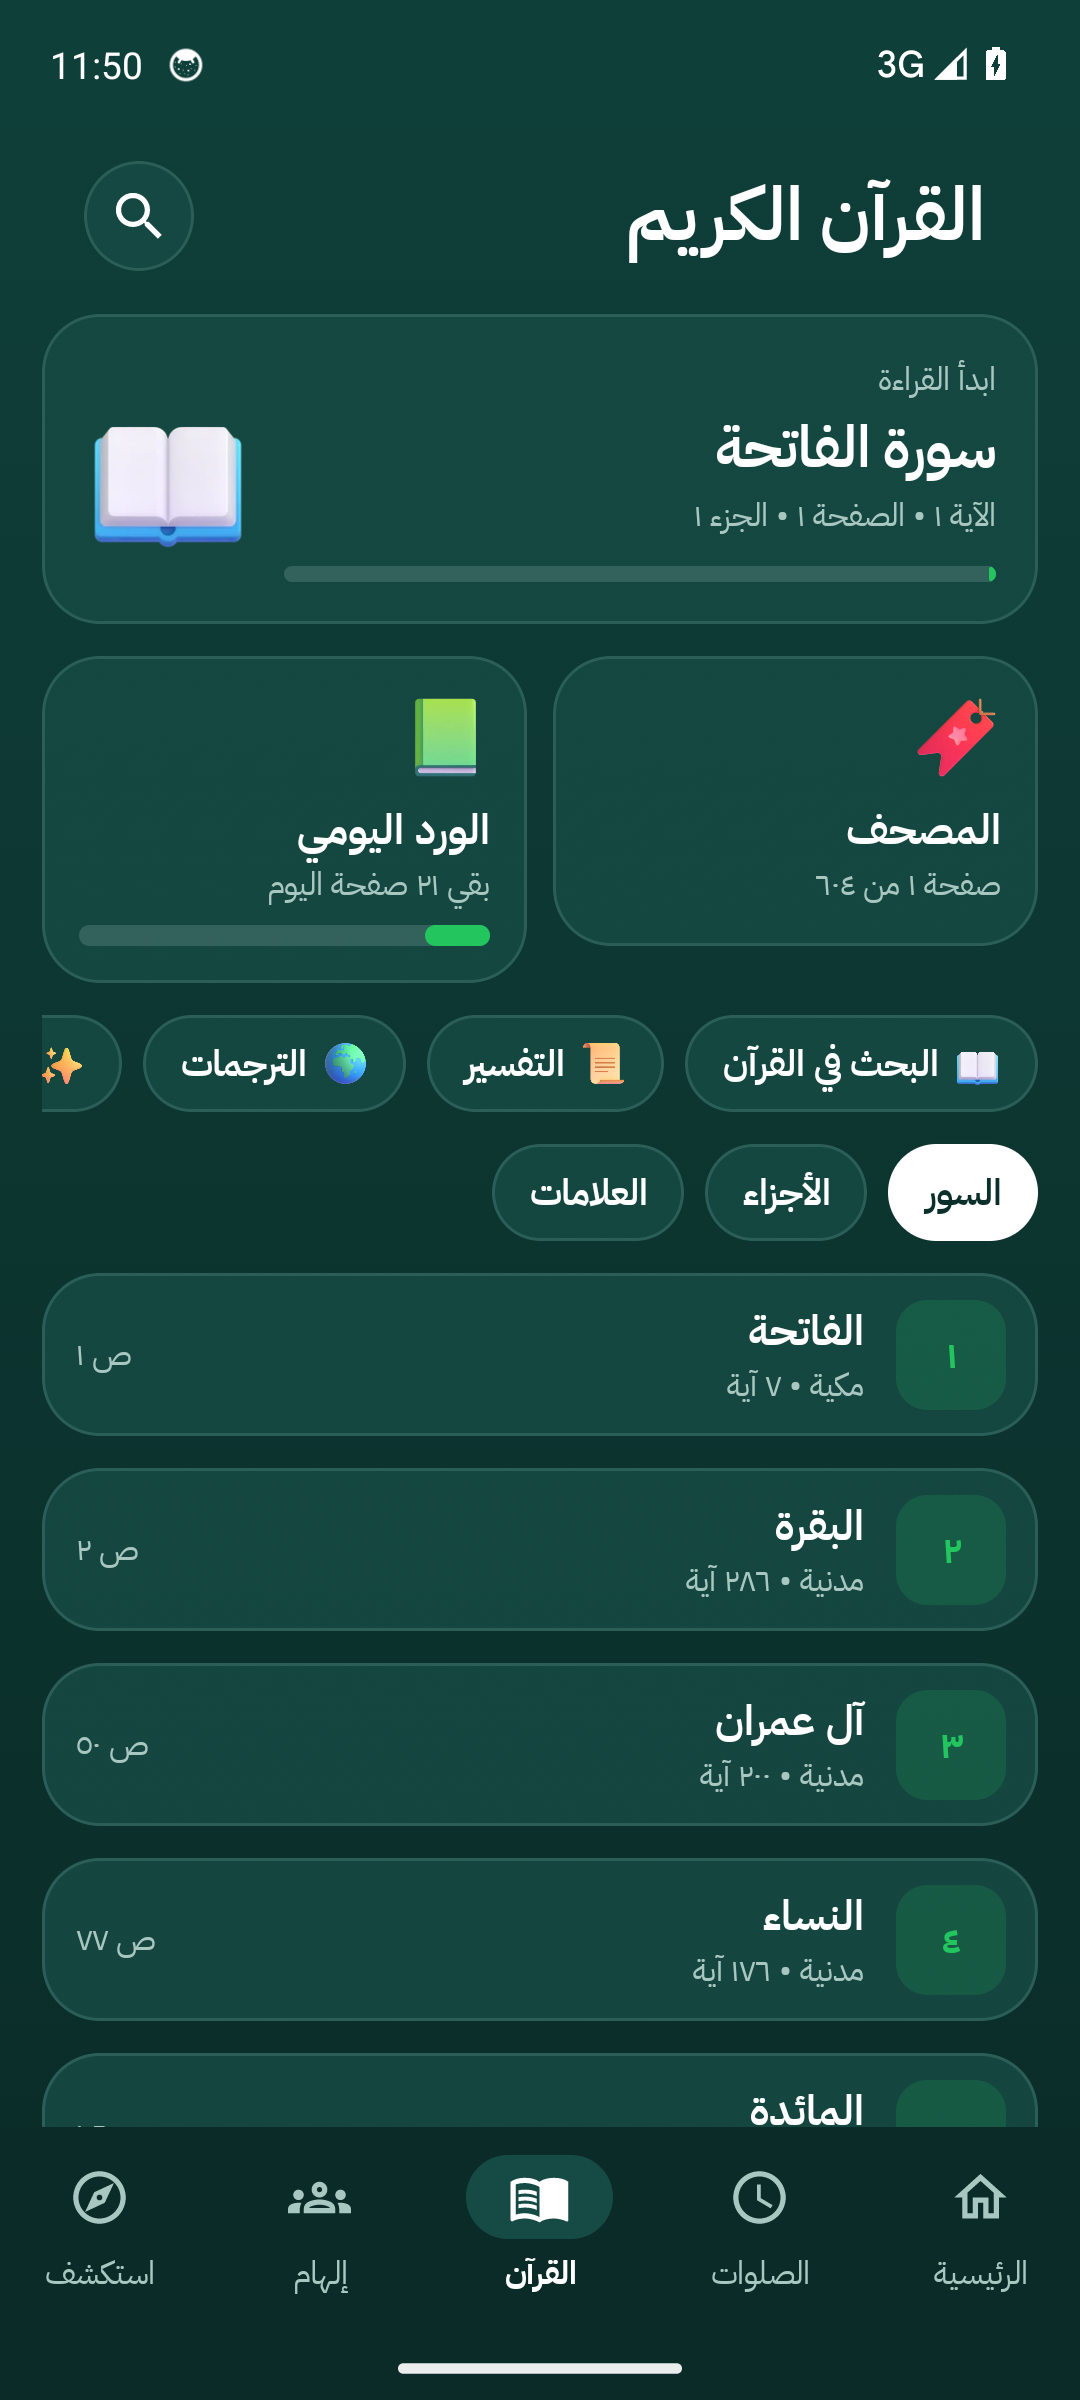 11:50
3G
القرآن الكريم
ابدأ القراءة
سورة الفاتحة
الآية ١ • الصفحة ١ • الجزء ١
المصحف
صفحة ١ من ٦٠٤
الورد اليومي
بقي ٢١ صفحة اليوم
البحث في القرآن
التفسير
الترجمات
السور
الأجزاء
العلامات
١
الفاتحة
مكية • ٧ آية
ص ١
٢
البقرة
مدنية • ٢٨٦ آية
ص ٢
٣
آل عمران
مدنية • ٢٠٠ آية
ص ٥٠
٤
النساء
مدنية • ١٧٦ آية
ص ٧٧
المائدة
الرئيسية
الصلوات
القرآن
إلهام
استكشف